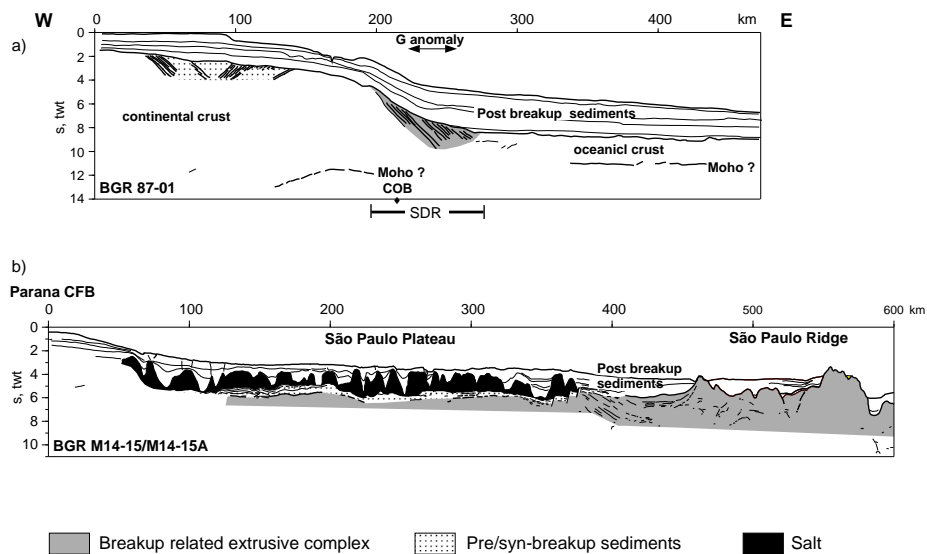 W 0 100 200 300 400 km E
a)
G anomaly
0
2
4
6
8
10
12
14
s, twt
Post breakup sediments
continental crust
oceanicl crust
Moho ?
Moho ?
COB
BGR 87-01
SDR
b)
Parana CFB
0 100 200 300 400 500 600 km
São Paulo Plateau
São Paulo Ridge
0
2
4
6
8
10
s, twt
Post breakup
sediments
BGR M14-15/M14-15A
Breakup related extrusive complex Pre/syn-breakup sediments Salt